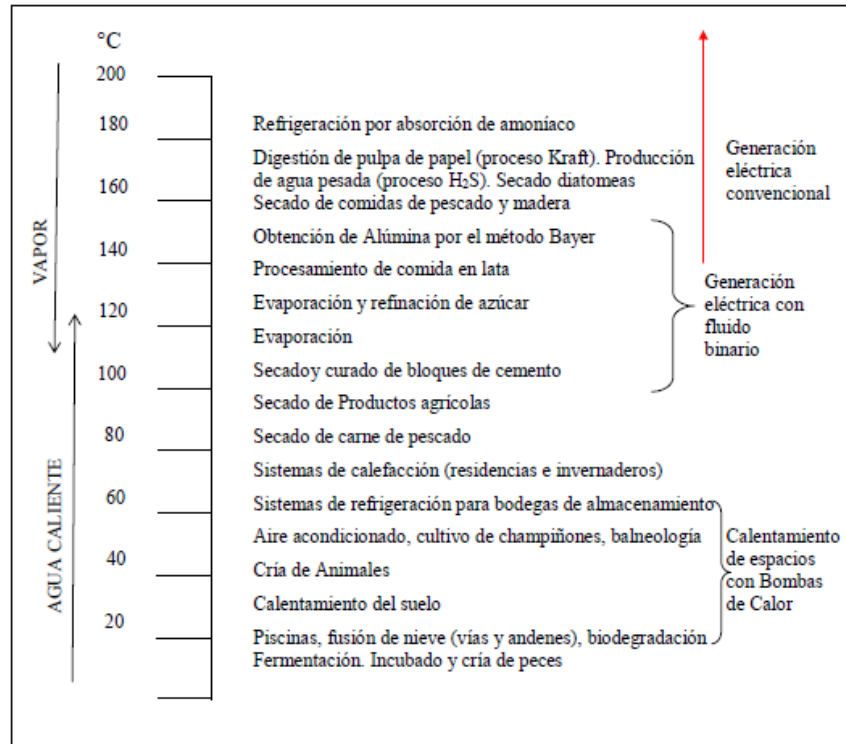 °C
200
180
160
140
120
100
80
60
40
20
VAPOR
AGUA CALIENTE
Refrigeración por absorción de amoníaco
Digestión de pulpa de papel (proceso Kraft). Producción
de agua pesada (proceso H₂S). Secado diatomeas
Secado de comidas de pescado y madera
Obtención de Alúmina por el método Bayer
Procesamiento de comida en lata
Evaporación y refinación de azúcar
Evaporación
Secadoy curado de bloques de cemento
Secado de Productos agrícolas
Secado de carne de pescado
Sistemas de calefacción (residencias e invernaderos)
Sistemas de refrigeración para bodegas de almacenamiento
Aire acondicionado, cultivo de champiñones, balneología
Cría de Animales
Calentamiento del suelo
Piscinas, fusión de nieve (vías y andenes), biodegradación
Fermentación. Incubado y cría de peces
Generación
eléctrica
convencional
Generación
eléctrica con
fluido
binario
Calentamiento
de espacios
con Bombas
de Calor